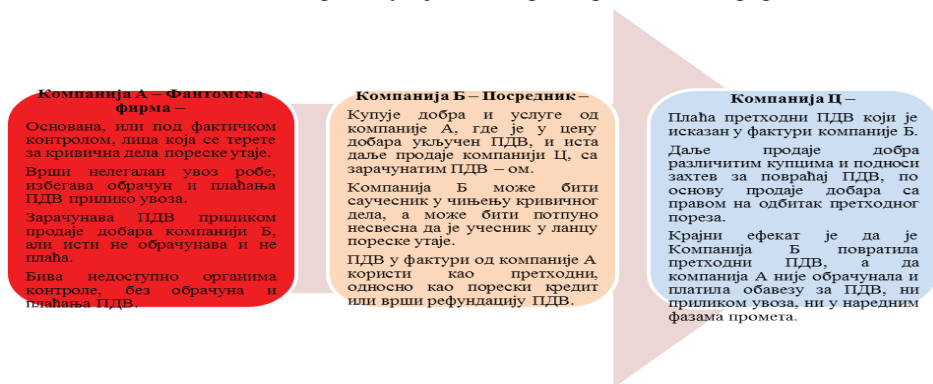 Компанија А – Фантомска
фирма –
Основана, или под фактичком
контролом, лица која се терете
за кривична дела пореске утаје.
Врши нелегалан увоз робе,
избегава обрачун и плаћања
ПДВ прилико увоза.
Зарачунава ПДВ приликом
продаје добара компанији Б,
али исти не обрачунава и не
плаћа.
Бива недоступно органима
контроле, без обрачуна и
плаћања ПДВ.
Компанија Б – Посредник –
Купује добра и услуге од
компаније А, где је у цену
добара укључен ПДВ, и иста
даље продаје компанији Ц, са
зарачунатим ПДВ – ом.
Компанија Б може бити
саучесник у чињењу кривичног
дела, а може бити потпуно
несвесна да је учесник у ланцу
пореске утаје.
ПДВ у фактури од компаније А
користи као претходни,
односно као порески кредит
или врши рефундацију ПДВ.
Компанија Ц –
Плаћа претходни ПДВ који је
исказан у фактури компаније Б.
Даље продаје добра
различитим купцима и подноси
захтев за повраћај ПДВ, по
основу продаје добара са
правом на одбитак претходног
пореза.
Крајни ефекат је да је
Компанија Б повратила
претходни ПДВ, а да
компанија А није обрачунала и
платила обавезу за ПДВ, ни
приликом увоза, ни у наредним
фазама промета.